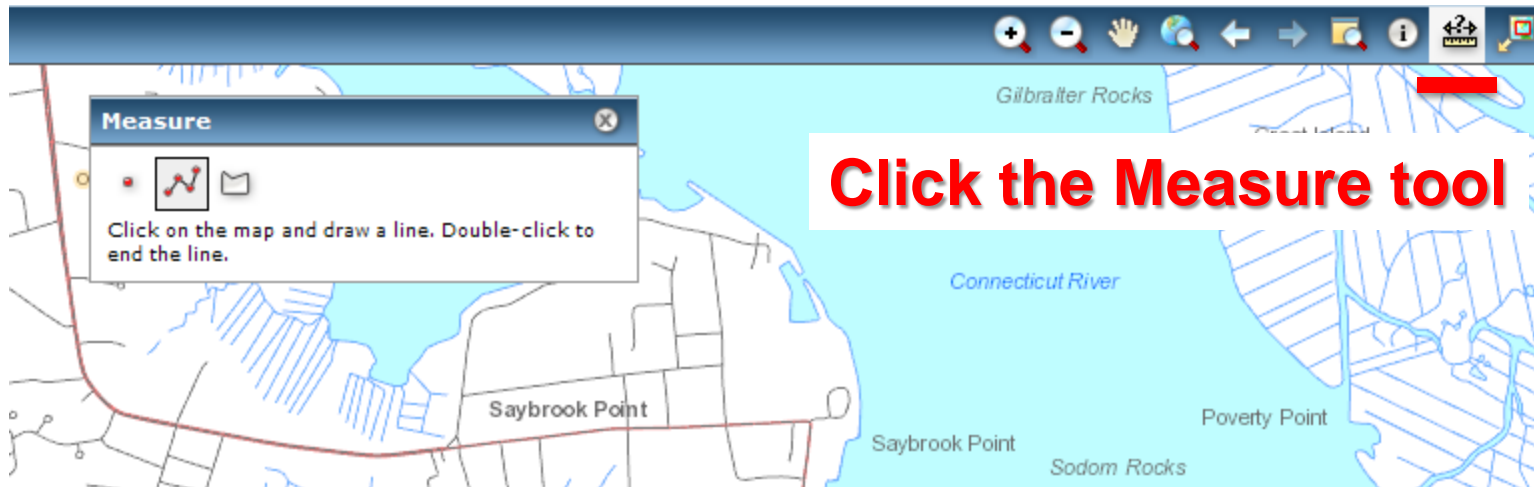 Measure
Click on the map and draw a line. Double-click to
end the line.
Gilbralter Rocks
Click the Measure tool
Connecticut River
Saybrook Point
Saybrook Point
Poverty Point
Sodom Rocks